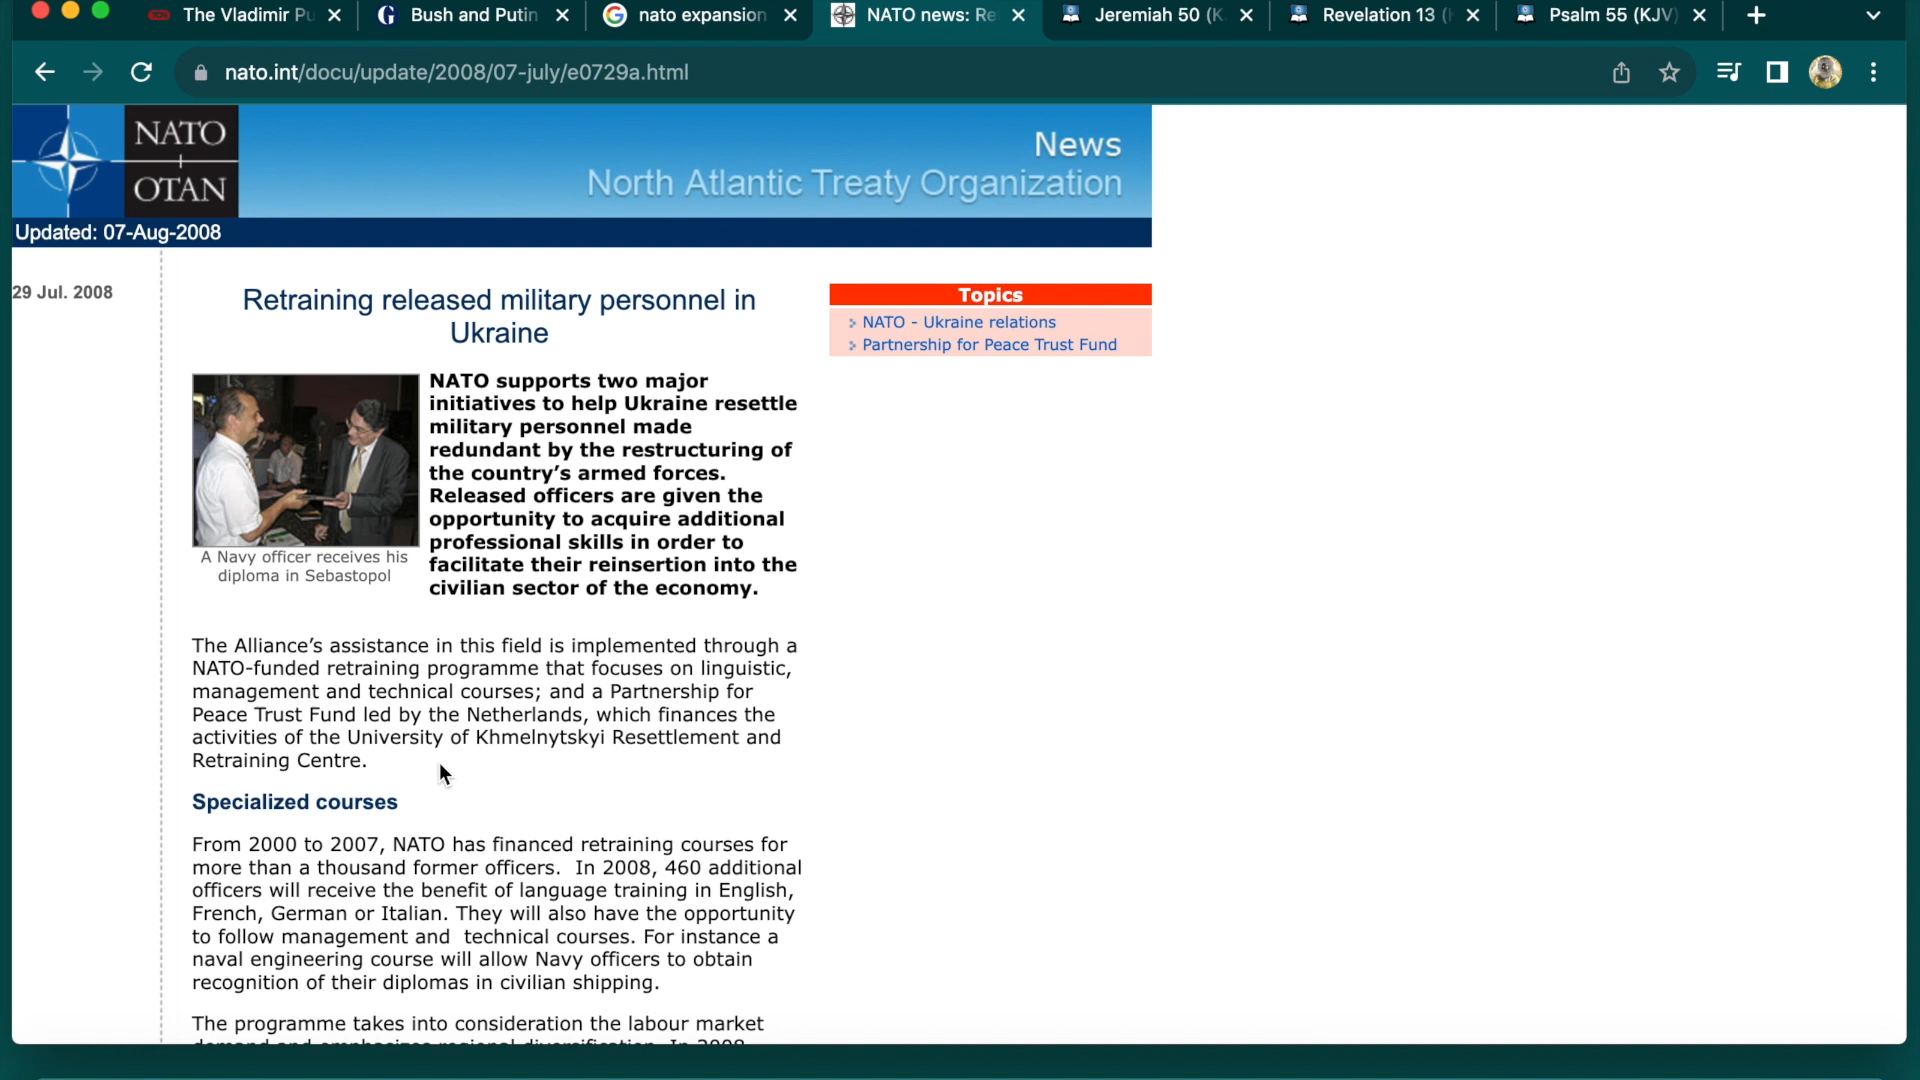 The Vladimir Pu
Bush and Putin
nato expansion
NATO news: Re
Jeremiah 50 (K
Revelation 13 (
Psalm 55 (KJV)
nato.int/docu/update/2008/07-july/e0729a.html
NATO
OTAN
News
North Atlantic Treaty Organization
Updated: 07-Aug-2008
29 Jul. 2008
Retraining released military personnel in
Ukraine
A Navy officer receives his
diploma in Sebastopol
NATO supports two major
initiatives to help Ukraine resettle
military personnel made
redundant by the restructuring of
the country’s armed forces.
Released officers are given the
opportunity to acquire additional
professional skills in order to
facilitate their reinsertion into the
civilian sector of the economy.
The Alliance’s assistance in this field is implemented through a
NATO-funded retraining programme that focuses on linguistic,
management and technical courses; and a Partnership for
Peace Trust Fund led by the Netherlands, which finances the
activities of the University of Khmelnytskyi Resettlement and
Retraining Centre.
Specialized courses
From 2000 to 2007, NATO has financed retraining courses for
more than a thousand former officers. In 2008, 460 additional
officers will receive the benefit of language training in English,
French, German or Italian. They will also have the opportunity
to follow management and technical courses. For instance a
naval engineering course will allow Navy officers to obtain
recognition of their diplomas in civilian shipping.
The programme takes into consideration the labour market
demand and emphasizes regional diversification. In 2008
Topics
NATO - Ukraine relations
Partnership for Peace Trust Fund